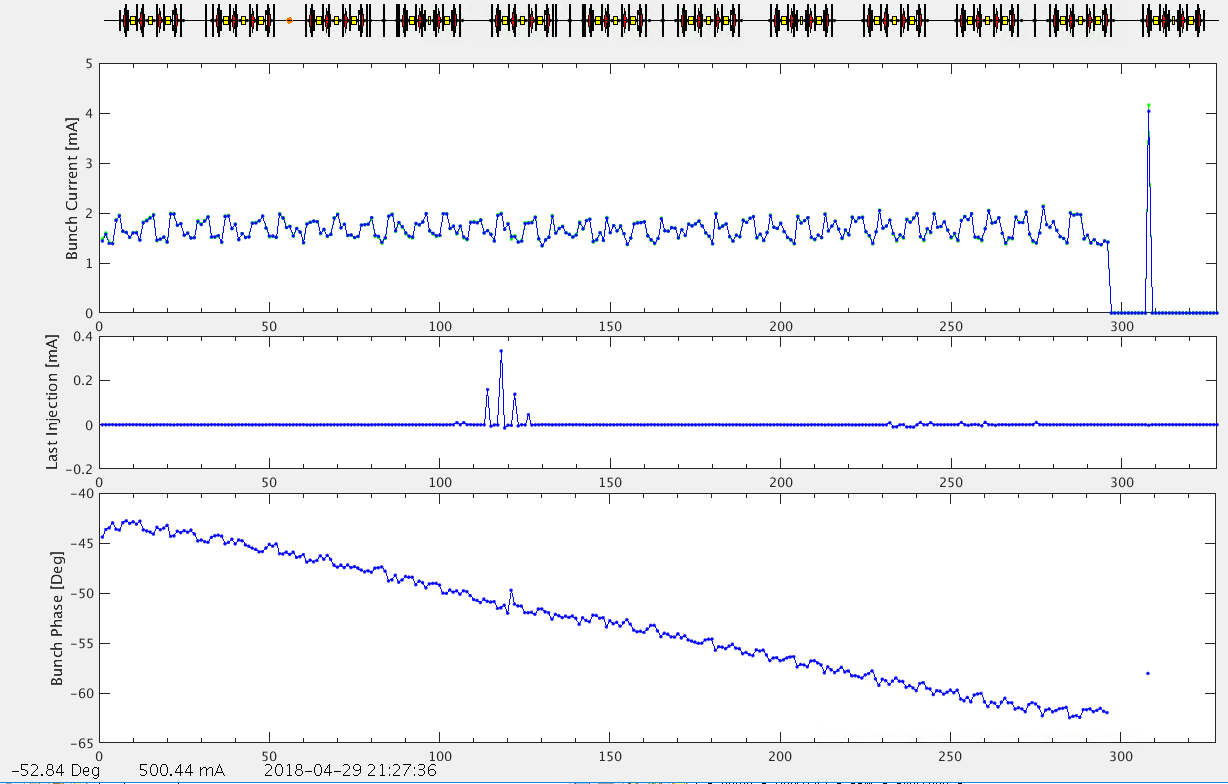 5
4
3
2
1
0
Bunch Current [mA]
0 50 100 150 200 250 300
0.4
0.2
0
-0.2
Last Injection [mA]
0 50 100 150 200 250 300
-40
-45
-50
-55
-60
-65
Bunch Phase [Deg]
0 50 100 150 200 250 300
-52.84 Deg 500.44 mA 2018-04-29 21:27:36